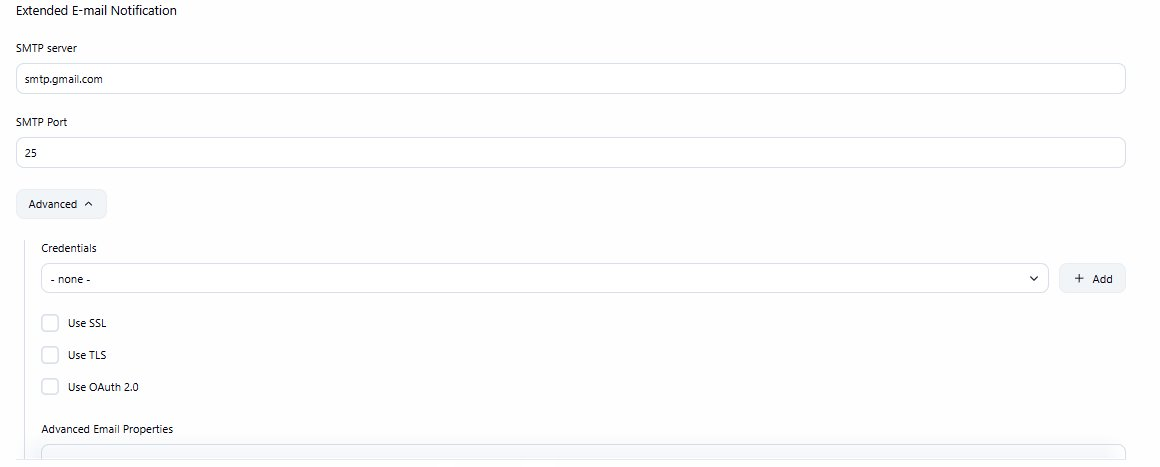 Extended E-mail Notification
SMTP server
smtp.gmail.com
SMTP Port
25
Advanced
Credentials
- none -
Add
Use SSL
Use TLS
Use OAuth 2.0
Advanced Email Properties